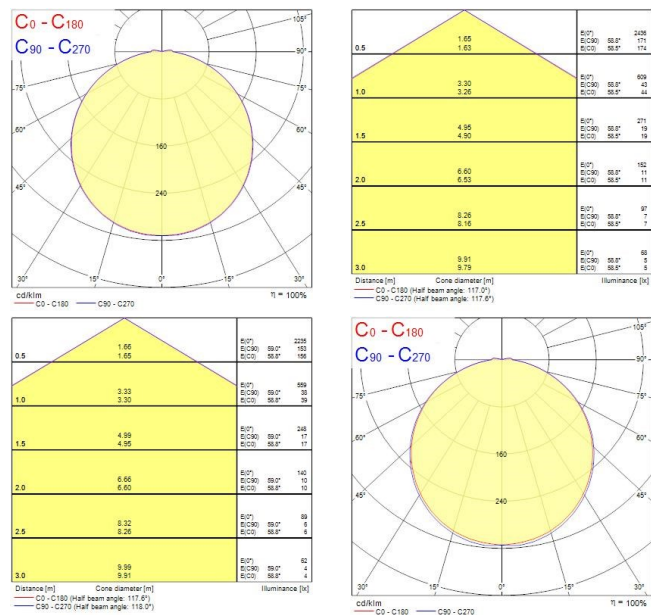 C0 - C180
C90 - C270
105°
90°
75°
75°
60°
60°
45°
45°
160
240
30°
15°
0°
15°
30°
cd/klm
C0 - C180
C90 - C270
η = 100%
0.5
1.65
1.63
E(0°) 2436
E(C90) 58.8° 171
E(C0) 58.5° 174
1.0
3.30
3.26
E(0°) 609
E(C90) 58.8° 43
E(C0) 58.5° 44
1.5
4.95
4.90
E(0°) 271
E(C90) 58.8° 19
E(C0) 58.5° 19
2.0
6.60
6.53
E(0°) 152
E(C90) 58.8° 11
E(C0) 58.5° 11
2.5
8.26
8.16
E(0°) 97
E(C90) 58.8° 7
E(C0) 58.5° 7
3.0
9.91
9.79
E(0°) 68
E(C90) 58.8° 5
E(C0) 58.5° 5
Distance [m] Cone diameter [m] Illuminance [lx]
C0 - C180 (Half beam angle: 117.0°)
C90 - C270 (Half beam angle: 117.6°)
0.5
1.66
1.65
E(0°) 2235
E(C90) 59.0° 153
E(C0) 58.8° 156
1.0
3.33
3.30
E(0°) 559
E(C90) 59.0° 38
E(C0) 58.8° 39
1.5
4.99
4.95
E(0°) 248
E(C90) 59.0° 17
E(C0) 58.8° 17
2.0
6.66
6.60
E(0°) 140
E(C90) 59.0° 10
E(C0) 58.8° 10
2.5
8.32
8.26
E(0°) 89
E(C90) 59.0° 6
E(C0) 58.8° 6
3.0
9.99
9.91
E(0°) 62
E(C90) 59.0° 4
E(C0) 58.8° 4
Distance [m] Cone diameter [m] Illuminance [lx]
C0 - C180 (Half beam angle: 117.6°)
C90 - C270 (Half beam angle: 118.0°)
C0 - C180
C90 - C270
105°
90°
75°
75°
60°
60°
45°
45°
160
240
30°
15°
0°
15°
30°
cd/klm
C0 - C180
C90 - C270
η = 100%